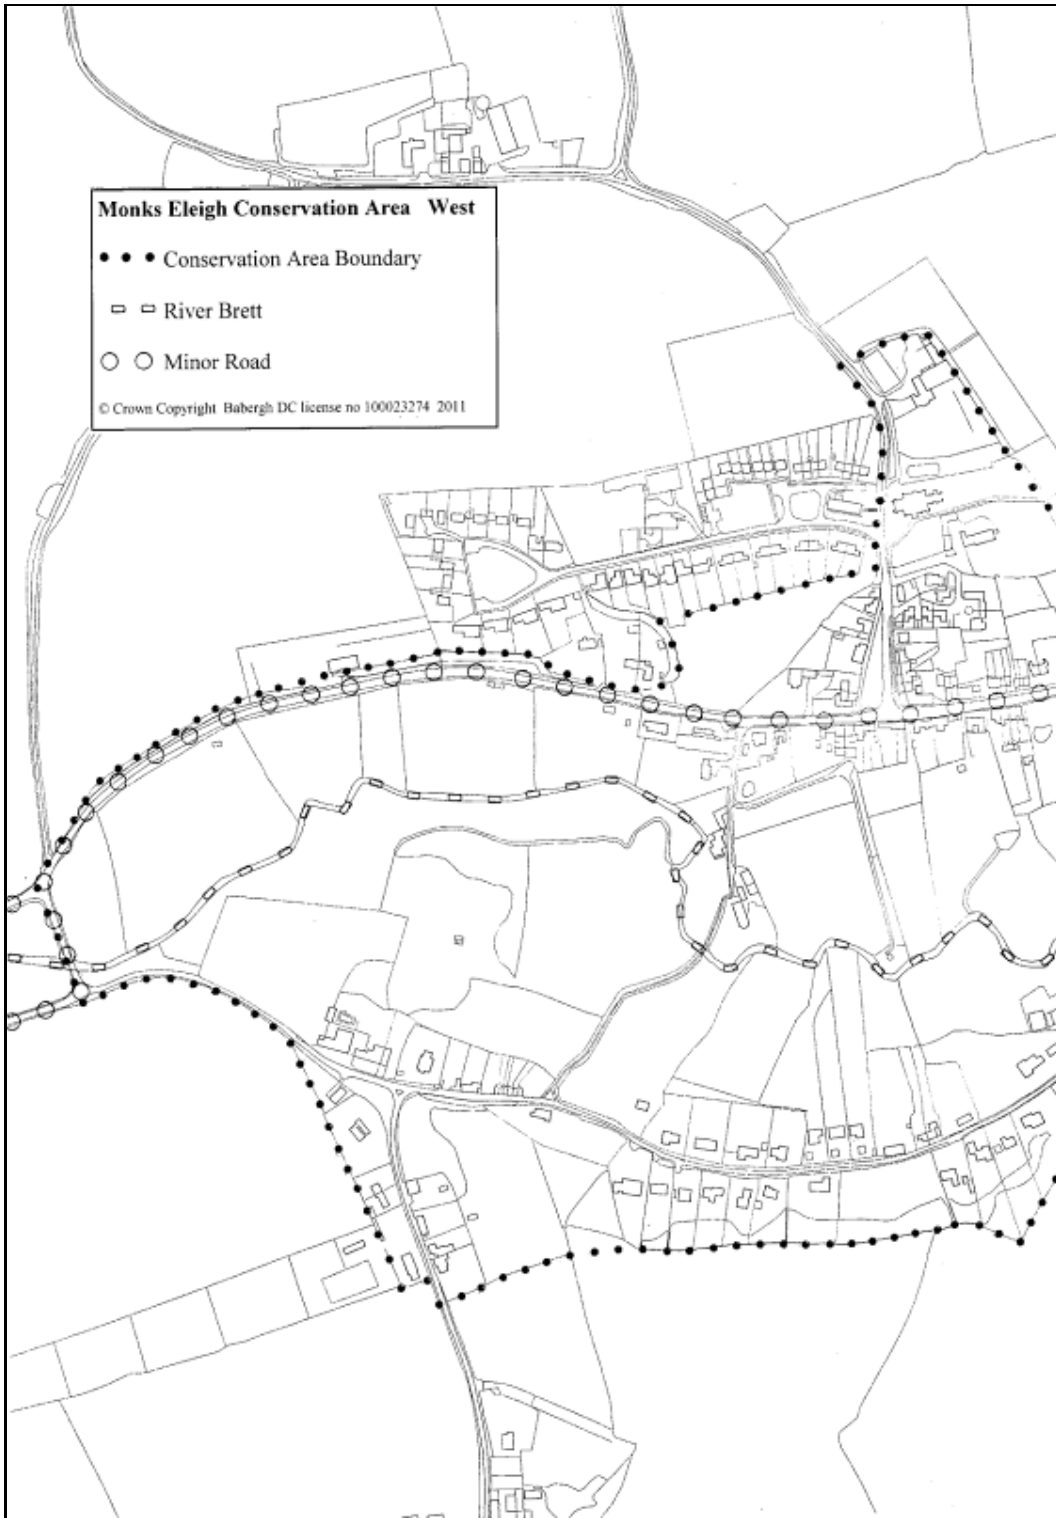 Monks Eleigh Conservation Area West
Conservation Area Boundary
River Brett
Minor Road
© Crown Copyright Babergh DC license no 100023274 2011